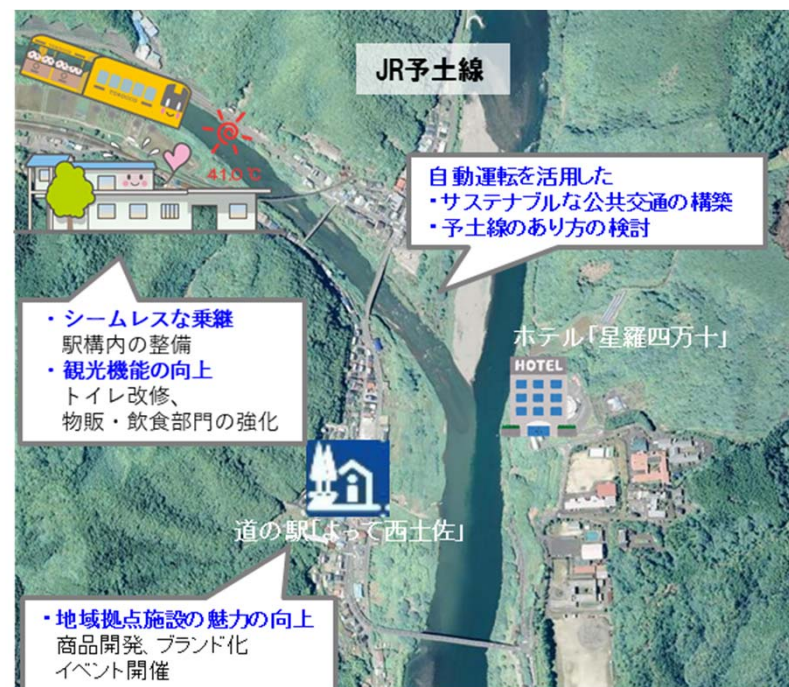 JR予土線
TOROKKO
41.0℃
自動運転を活用した
・サステナブルな公共交通の構築
・予土線のあり方の検討
・シームレスな乗継
駅構内の整備
・観光機能の向上
トイレ改修、
物販・飲食部門の強化
ホテル「星羅四万十」
HOTEL
道の駅「よって西土佐」
・地域拠点施設の魅力の向上
商品開発、ブランド化
イベント開催